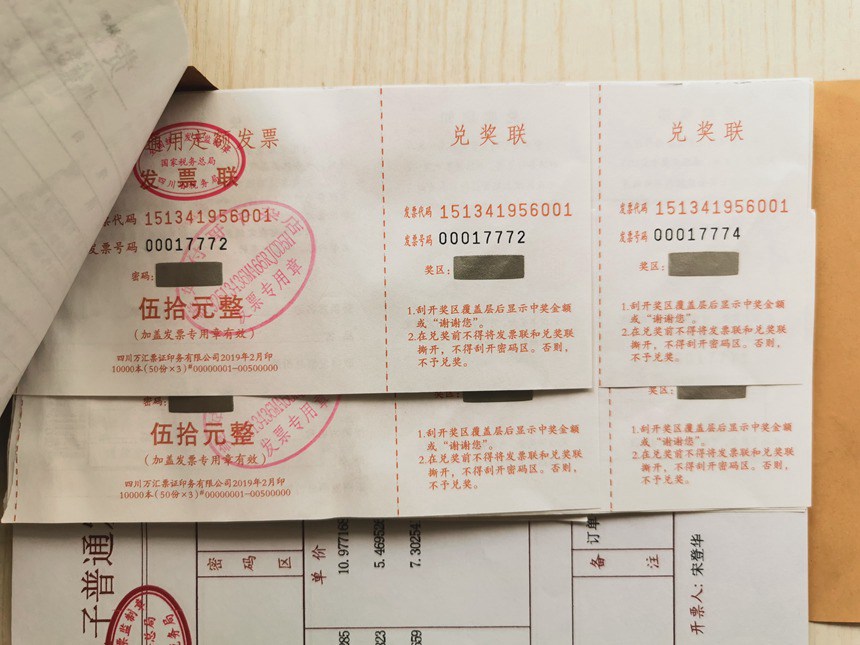 通用定额发票
国家税务总局
四川省税务局
发票联
发票代码 151341956001
发票号码 00017772
密码:
伍拾元整
(加盖发票专用章有效)
四川万汇票证印务有限公司2019年2月印
10000本(50份×3)#00000001-00500000
发票专用章
兑奖联
发票代码 151341956001
发票号码 00017772
奖区:
1.刮开奖区覆盖层后显示中奖金额
或“谢谢您”。
2.在兑奖前不得将发票联和兑奖联
撕开,不得刮开密码区。否则,
不予兑奖。
兑奖联
发票代码 151341956001
发票号码 00017774
奖区:
1.刮开奖区覆盖层后显示中奖金额
或“谢谢您”。
2.在兑奖前不得将发票联和兑奖联
撕开,不得刮开密码区。否则,
不予兑奖。
密码:
伍拾元整
(加盖发票专用章有效)
四川万汇票证印务有限公司2019年2月印
10000本(50份×3)#00000001-00500000
发票专用章
奖区:
1.刮开奖区覆盖层后显示中奖金额
或“谢谢您”。
2.在兑奖前不得将发票联和兑奖联
撕开,不得刮开密码区。否则,
不予兑奖。
奖区:
1.刮开奖区覆盖层后显示中奖金额
或“谢谢您”。
2.在兑奖前不得将发票联和兑奖联
撕开,不得刮开密码区。否则,
不予兑奖。
子普通
密码区
单价
10.977168
5.469526
7.30254
订单
备注
开票人: 宋登华